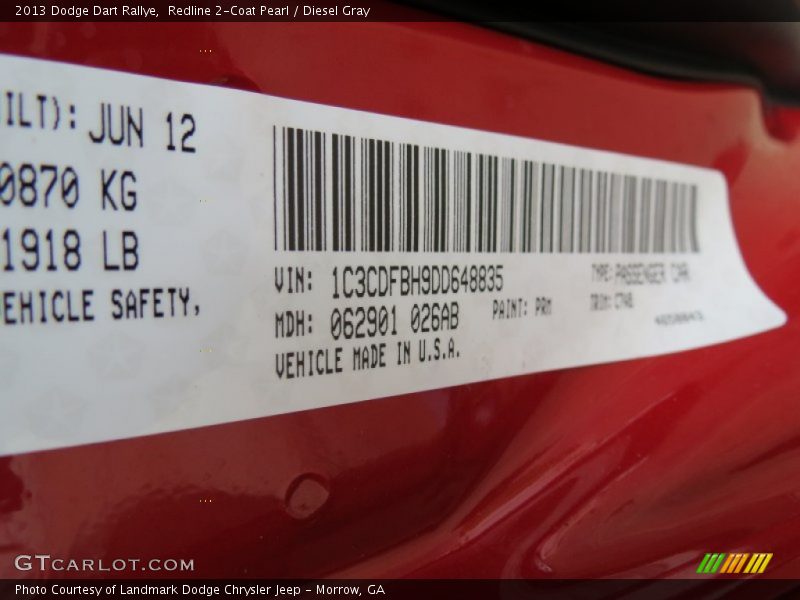 2013 Dodge Dart Rallye, Redline 2-Coat Pearl / Diesel Gray
ILT): JUN 12
0870 KG
1918 LB
EHICLE SAFETY,
VIN: 1C3CDFBH9DD648835
MDH: 062901 026AB
VEHICLE MADE IN U.S.A.
PAINT: PRM
TYPE: PASSENGER CAR
TRIM:
GTCARLOT.COM
Photo Courtesy of Landmark Dodge Chrysler Jeep - Morrow, GA